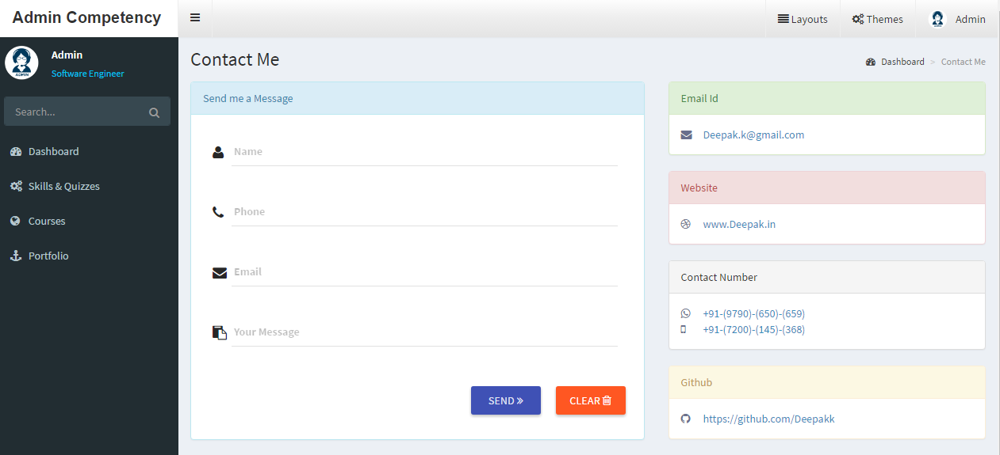 Admin Competency
Layouts
Themes
Admin
ADMIN
Admin
Software Engineer
Search...
Dashboard
Skills & Quizzes
Courses
Portfolio
Contact Me
Dashboard > Contact Me
Send me a Message
Name
Phone
Email
Your Message
SEND »
CLEAR
Email Id
Deepak.k@gmail.com
Website
www.Deepak.in
Contact Number
+91-(9790)-(650)-(659)
+91-(7200)-(145)-(368)
Github
https://github.com/Deepakk